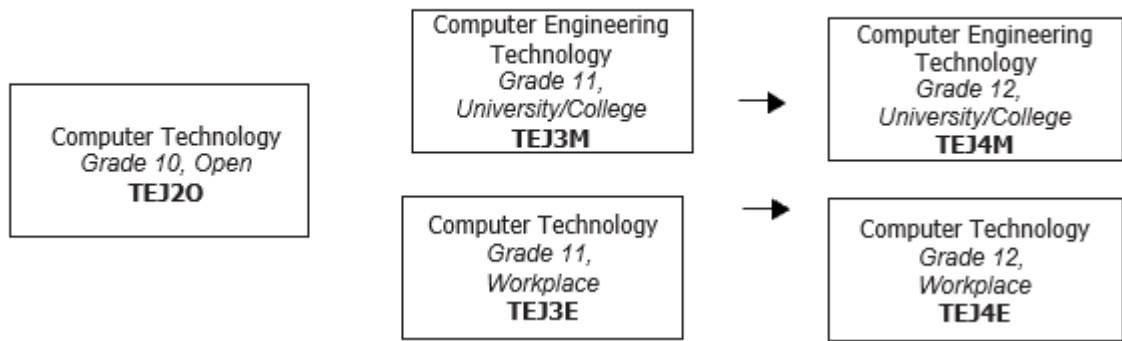 Computer Technology
Grade 10, Open
TEJ2O
Computer Engineering
Technology
Grade 11,
University/College
TEJ3M
Computer Engineering
Technology
Grade 12,
University/College
TEJ4M
Computer Technology
Grade 11,
Workplace
TEJ3E
Computer Technology
Grade 12,
Workplace
TEJ4E